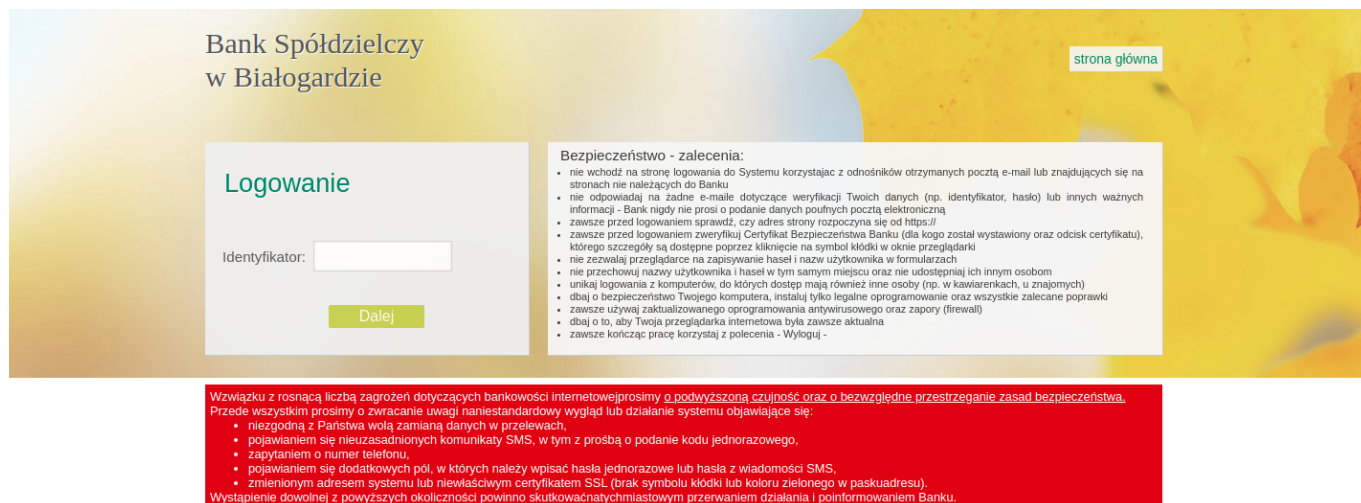 Bank Spółdzielczy
w Białogardzie
strona główna
Logowanie
Identyfikator:
Dalej
Bezpieczeństwo - zalecenia:
• nie wchodź na stronę logowania do Systemu korzystajac z odnośników otrzymanych pocztą e-mail lub znajdujących się na
stronach nie należących do Banku
• nie odpowiadaj na żadne e-maile dotyczące weryfikacji Twoich danych (np. identyfikator, hasło) lub innych ważnych
informacji - Bank nigdy nie prosi o podanie danych poufnych pocztą elektroniczną
• zawsze przed logowaniem sprawdź, czy adres strony rozpoczyna się od https://
• zawsze przed logowaniem zweryfikuj Certyfikat Bezpieczeństwa Banku (dla kogo został wystawiony oraz odcisk certyfikatu),
którego szczegóły są dostępne poprzez kliknięcie na symbol kłódki w oknie przeglądarki
• nie zezwalaj przeglądarce na zapisywanie haseł i nazw użytkownika w formularzach
• nie przechowuj nazwy użytkownika i haseł w tym samym miejscu oraz nie udostępniaj ich innym osobom
• unikaj logowania z komputerów, do których dostęp mają również inne osoby (np. w kawiarenkach, u znajomych)
• dbaj o bezpieczeństwo Twojego komputera, instaluj tylko legalne oprogramowanie oraz wszystkie zalecane poprawki
• zawsze używaj zaktualizowanego oprogramowania antywirusowego oraz zapory (firewall)
• dbaj o to, aby Twoja przeglądarka internetowa była zawsze aktualna
• zawsze kończąc pracę korzystaj z polecenia - Wyloguj -
Wzwiązku z rosnącą liczbą zagrożeń dotyczących bankowości internetowejprosimy o podwyższoną czujność oraz o bezwzględne przestrzeganie zasad bezpieczeństwa.
Przede wszystkim prosimy o zwracanie uwagi naniestandardowy wygląd lub działanie systemu objawiające się:
• niezgodną z Państwa wolą zamianą danych w przelewach,
• pojawianiem się nieuzasadnionych komunikaty SMS, w tym z prośbą o podanie kodu jednorazowego,
• zapytaniem o numer telefonu,
• pojawianiem się dodatkowych pól, w których należy wpisać hasła jednorazowe lub hasła z wiadomości SMS,
• zmienionym adresem systemu lub niewłaściwym certyfikatem SSL (brak symbolu kłódki lub koloru zielonego w paskuadresu).
Wystąpienie dowolnej z powyższych okoliczności powinno skutkowaćnatychmiastowym przerwaniem działania i poinformowaniem Banku.